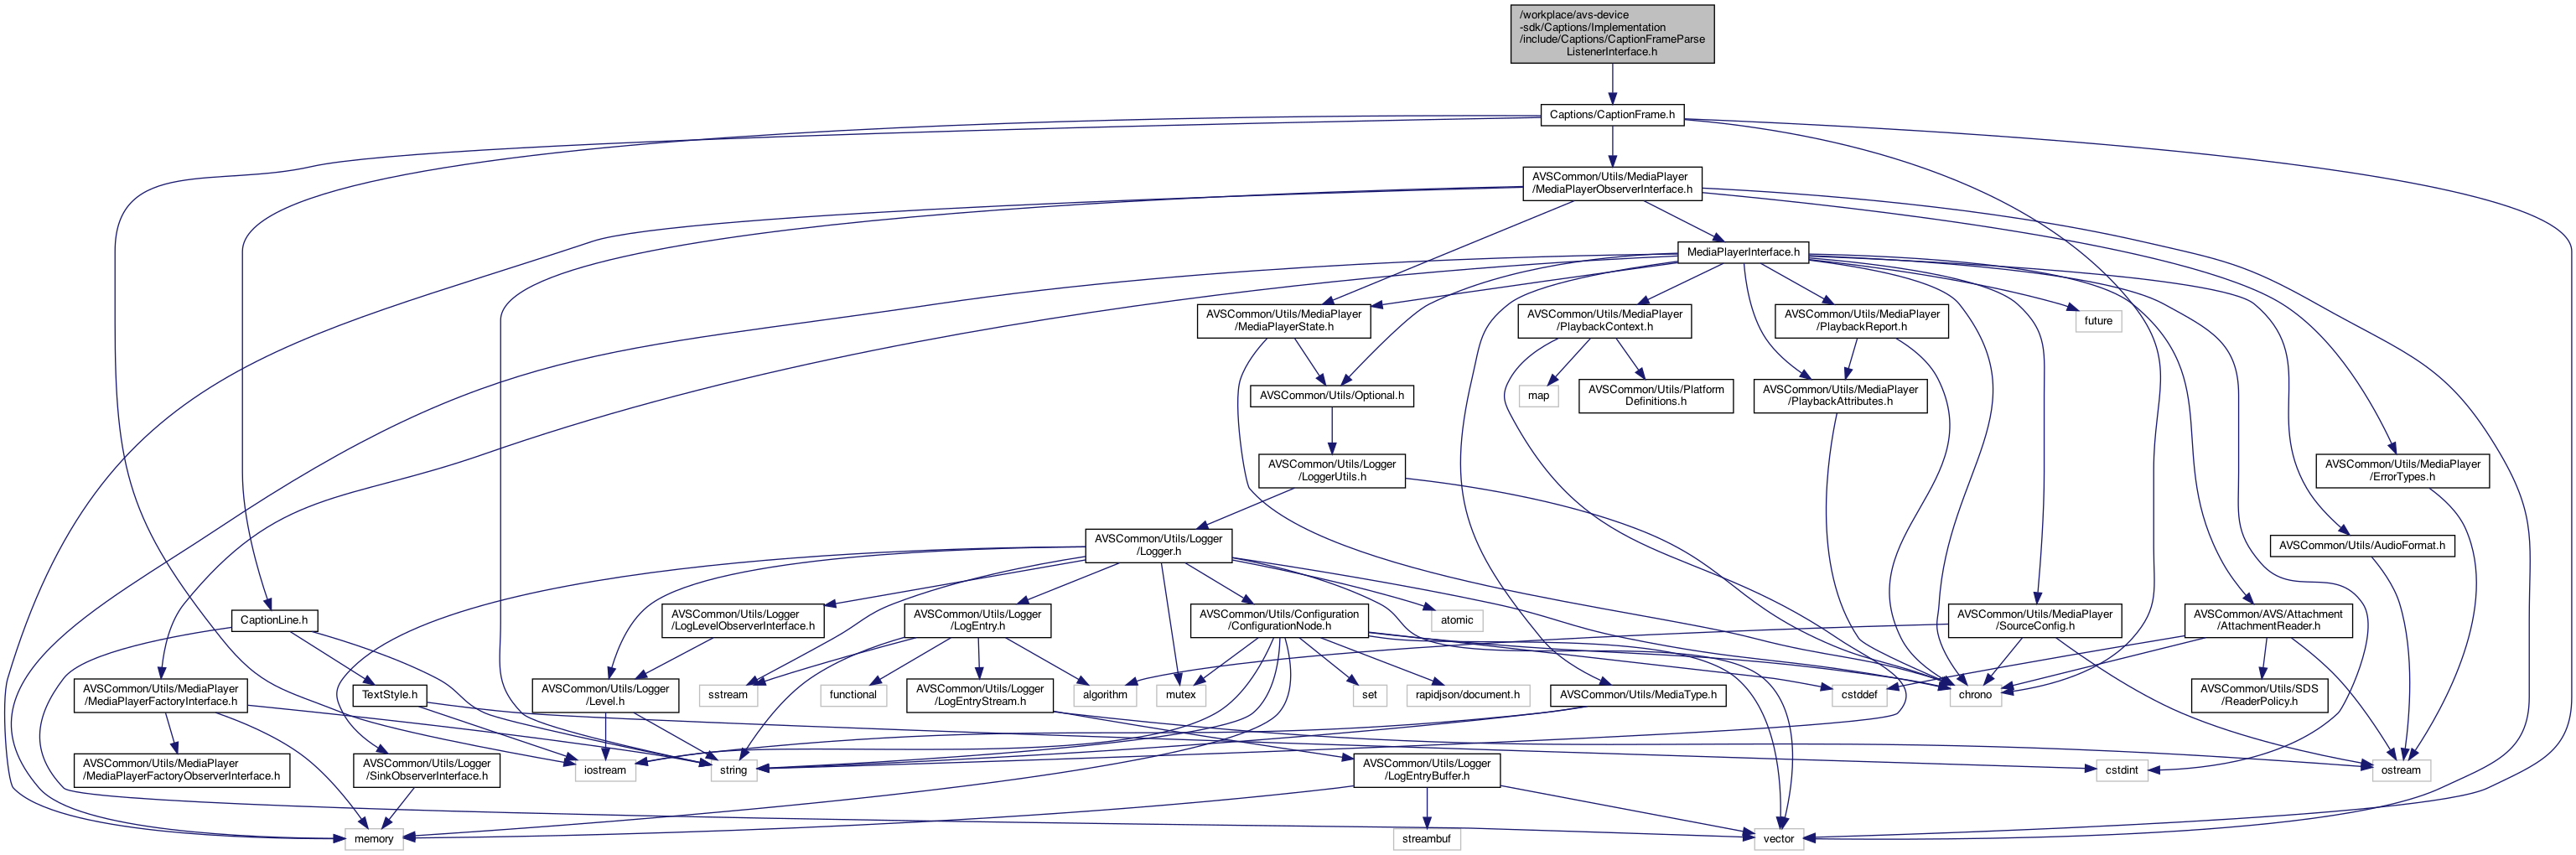 /workplace/avs-device
-sdk/Captions/Implementation
/include/Captions/CaptionFrameParse
ListenerInterface.h
Captions/CaptionFrame.h
AVSCommon/Utils/MediaPlayer
/MediaPlayerObserverInterface.h
MediaPlayerInterface.h
AVSCommon/Utils/MediaPlayer
/MediaPlayerState.h
AVSCommon/Utils/MediaPlayer
/PlaybackContext.h
AVSCommon/Utils/MediaPlayer
/PlaybackReport.h
future
AVSCommon/Utils/Optional.h
map
AVSCommon/Utils/Platform
Definitions.h
AVSCommon/Utils/MediaPlayer
/PlaybackAttributes.h
AVSCommon/Utils/Logger
/LoggerUtils.h
AVSCommon/Utils/MediaPlayer
/ErrorTypes.h
AVSCommon/Utils/Logger
/Logger.h
AVSCommon/Utils/AudioFormat.h
CaptionLine.h
AVSCommon/Utils/Logger
/LogLevelObserverInterface.h
AVSCommon/Utils/Logger
/LogEntry.h
AVSCommon/Utils/Configuration
/ConfigurationNode.h
atomic
AVSCommon/Utils/MediaPlayer
/SourceConfig.h
AVSCommon/AVS/Attachment
/AttachmentReader.h
AVSCommon/Utils/MediaPlayer
/MediaPlayerFactoryInterface.h
TextStyle.h
AVSCommon/Utils/Logger
/Level.h
sstream
functional
AVSCommon/Utils/Logger
/LogEntryStream.h
algorithm
mutex
set
rapidjson/document.h
AVSCommon/Utils/MediaType.h
cstddef
chrono
AVSCommon/Utils/SDS
/ReaderPolicy.h
AVSCommon/Utils/MediaPlayer
/MediaPlayerFactoryObserverInterface.h
AVSCommon/Utils/Logger
/SinkObserverInterface.h
iostream
string
AVSCommon/Utils/Logger
/LogEntryBuffer.h
cstdint
ostream
memory
streambuf
vector